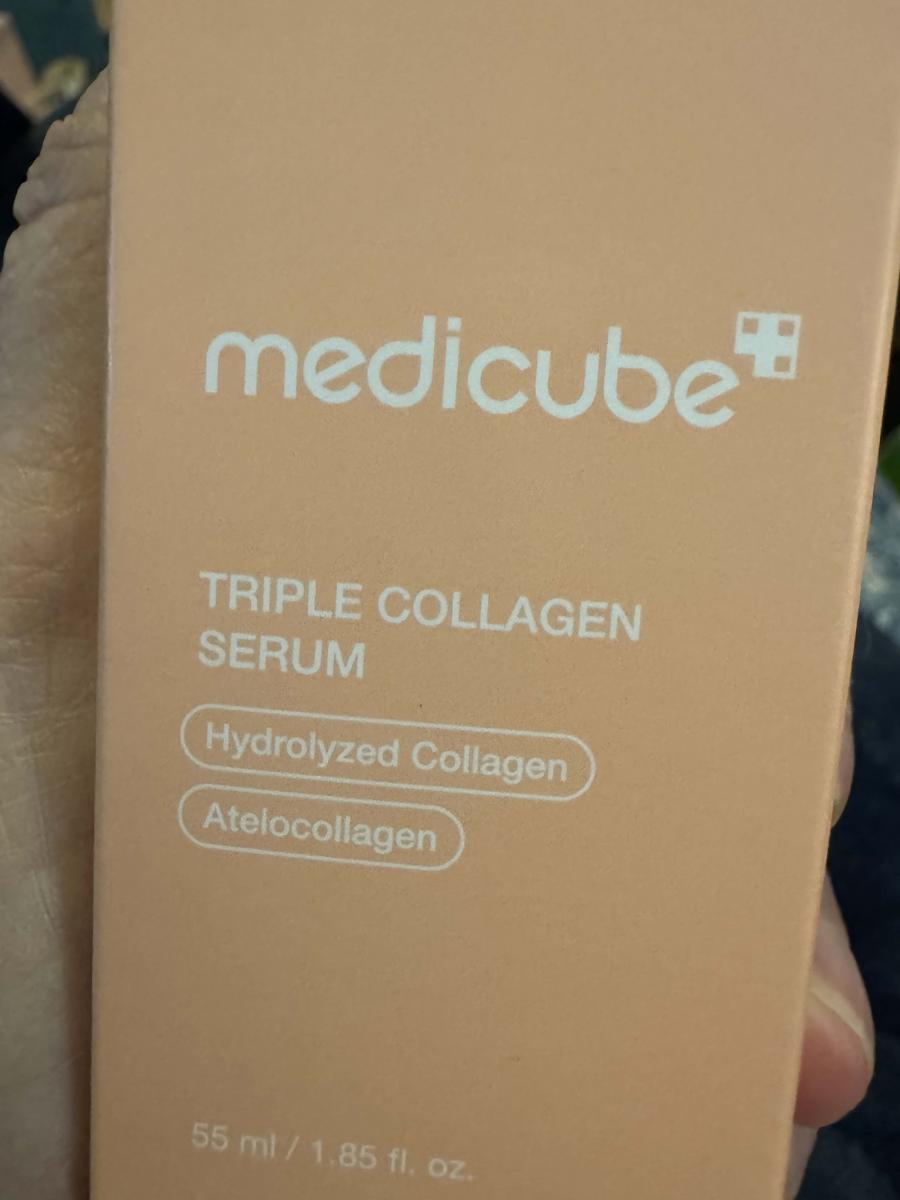 medicube
TRIPLE COLLAGEN
SERUM
Hydrolyzed Collagen
Atelocollagen
55 ml / 1.85 fl. oz.